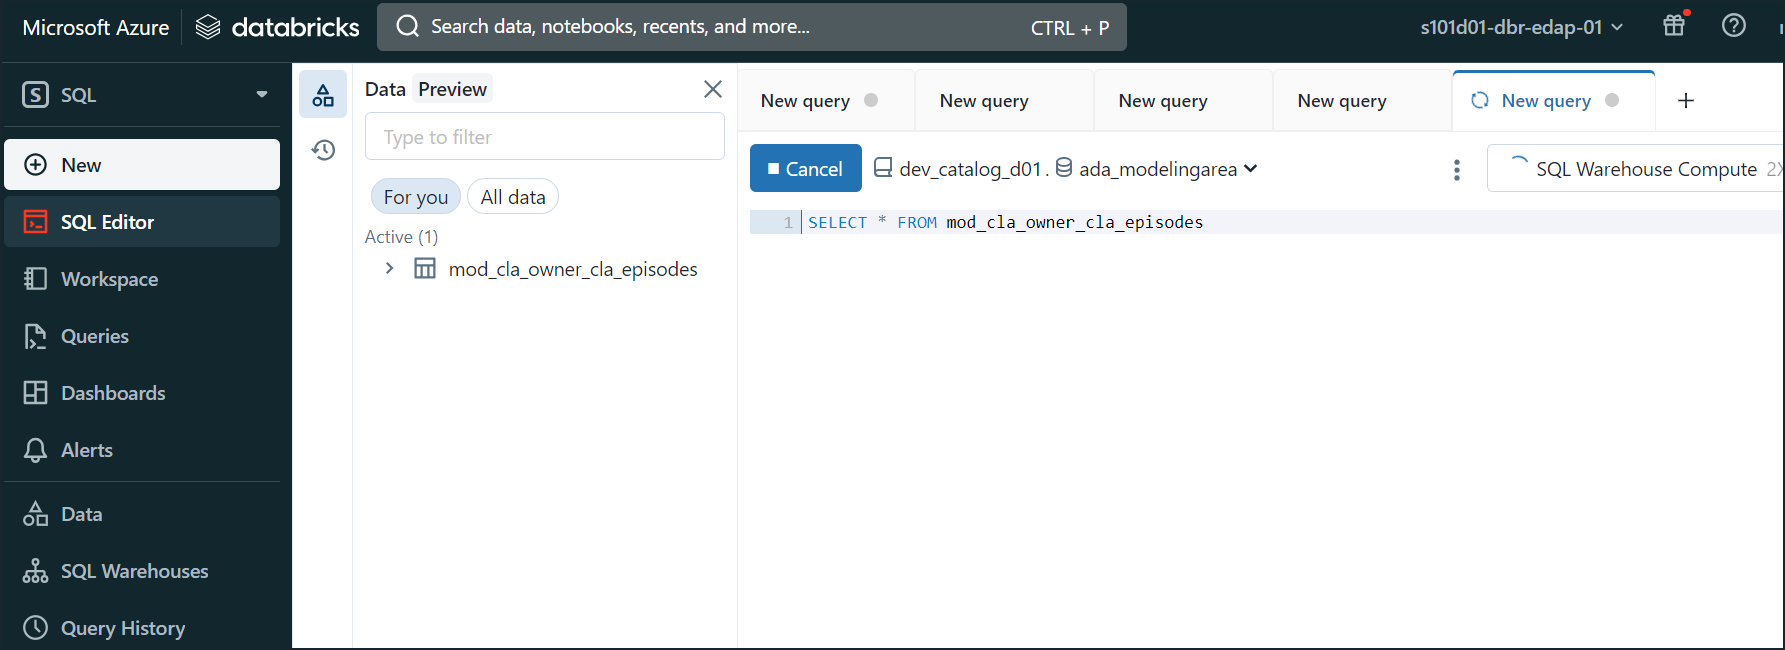 Microsoft Azure databricks Search data, notebooks, recents, and more... CTRL + P s101d01-dbr-edap-01
SQL
New
SQL Editor
Workspace
Queries
Dashboards
Alerts
Data
SQL Warehouses
Query History
Data Preview
Type to filter
For you All data
Active (1)
mod_cla_owner_cla_episodes
New query New query New query New query New query +
Cancel dev_catalog_d01. ada_modelingarea SQL Warehouse Compute 2X
1 SELECT * FROM mod_cla_owner_cla_episodes